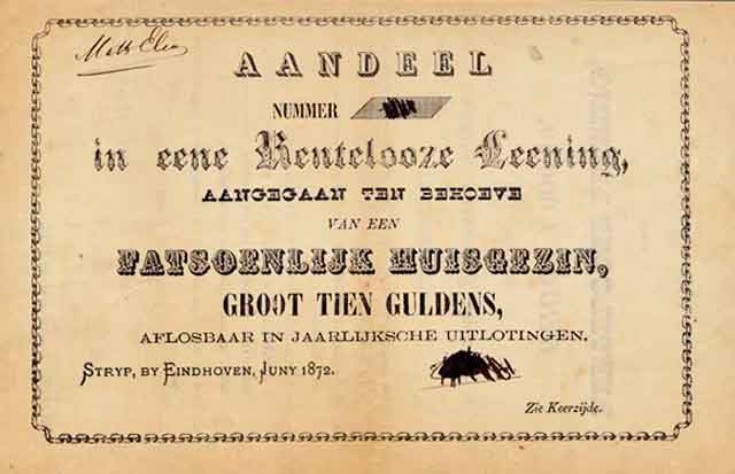 AANDEEL
NUMMER
in eene Rentelooze Leening,
AANGEGAAN TEN BEHOEVE
VAN EEN
FATSOENLIJK HUISGEZIN,
GROOT TIEN GULDENS,
AFLOSBAAR IN JAARLIJKSCHE UITLOTINGEN.
STRYP, BY EINDHOVEN, JUNY 1872.
Zie Keerzijde.